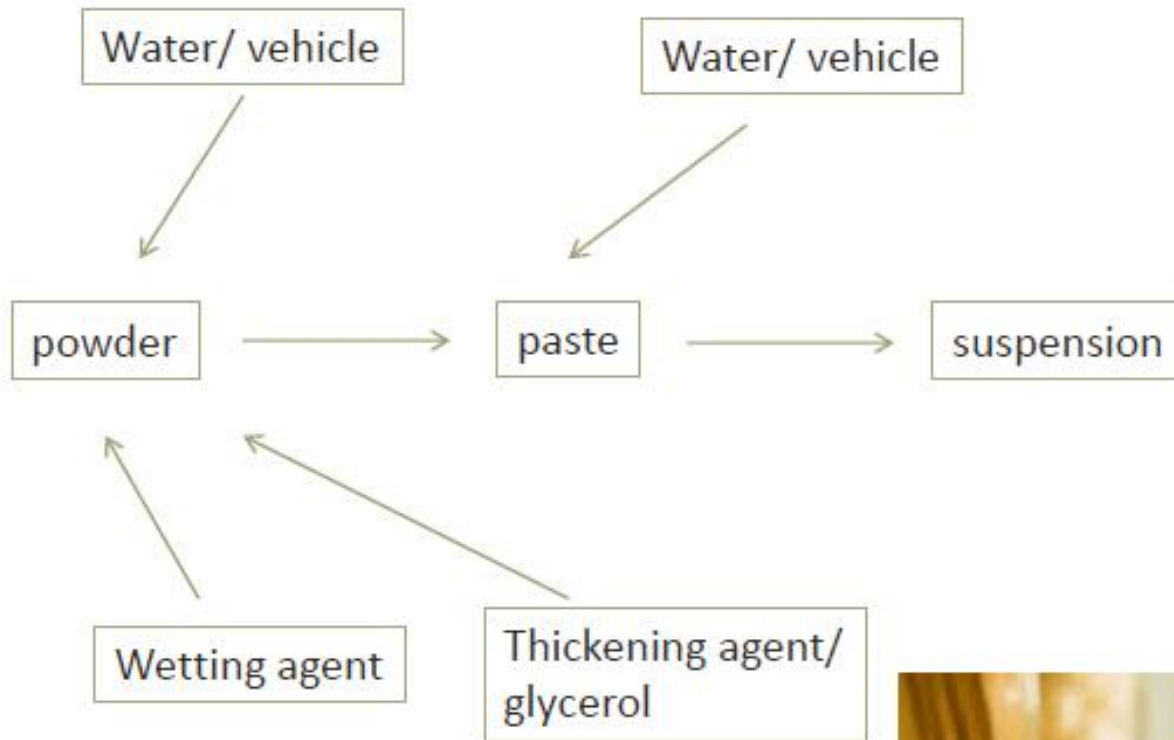 Water/ vehicle
Water/ vehicle
powder
paste
suspension
Wetting agent
Thickening agent/
glycerol